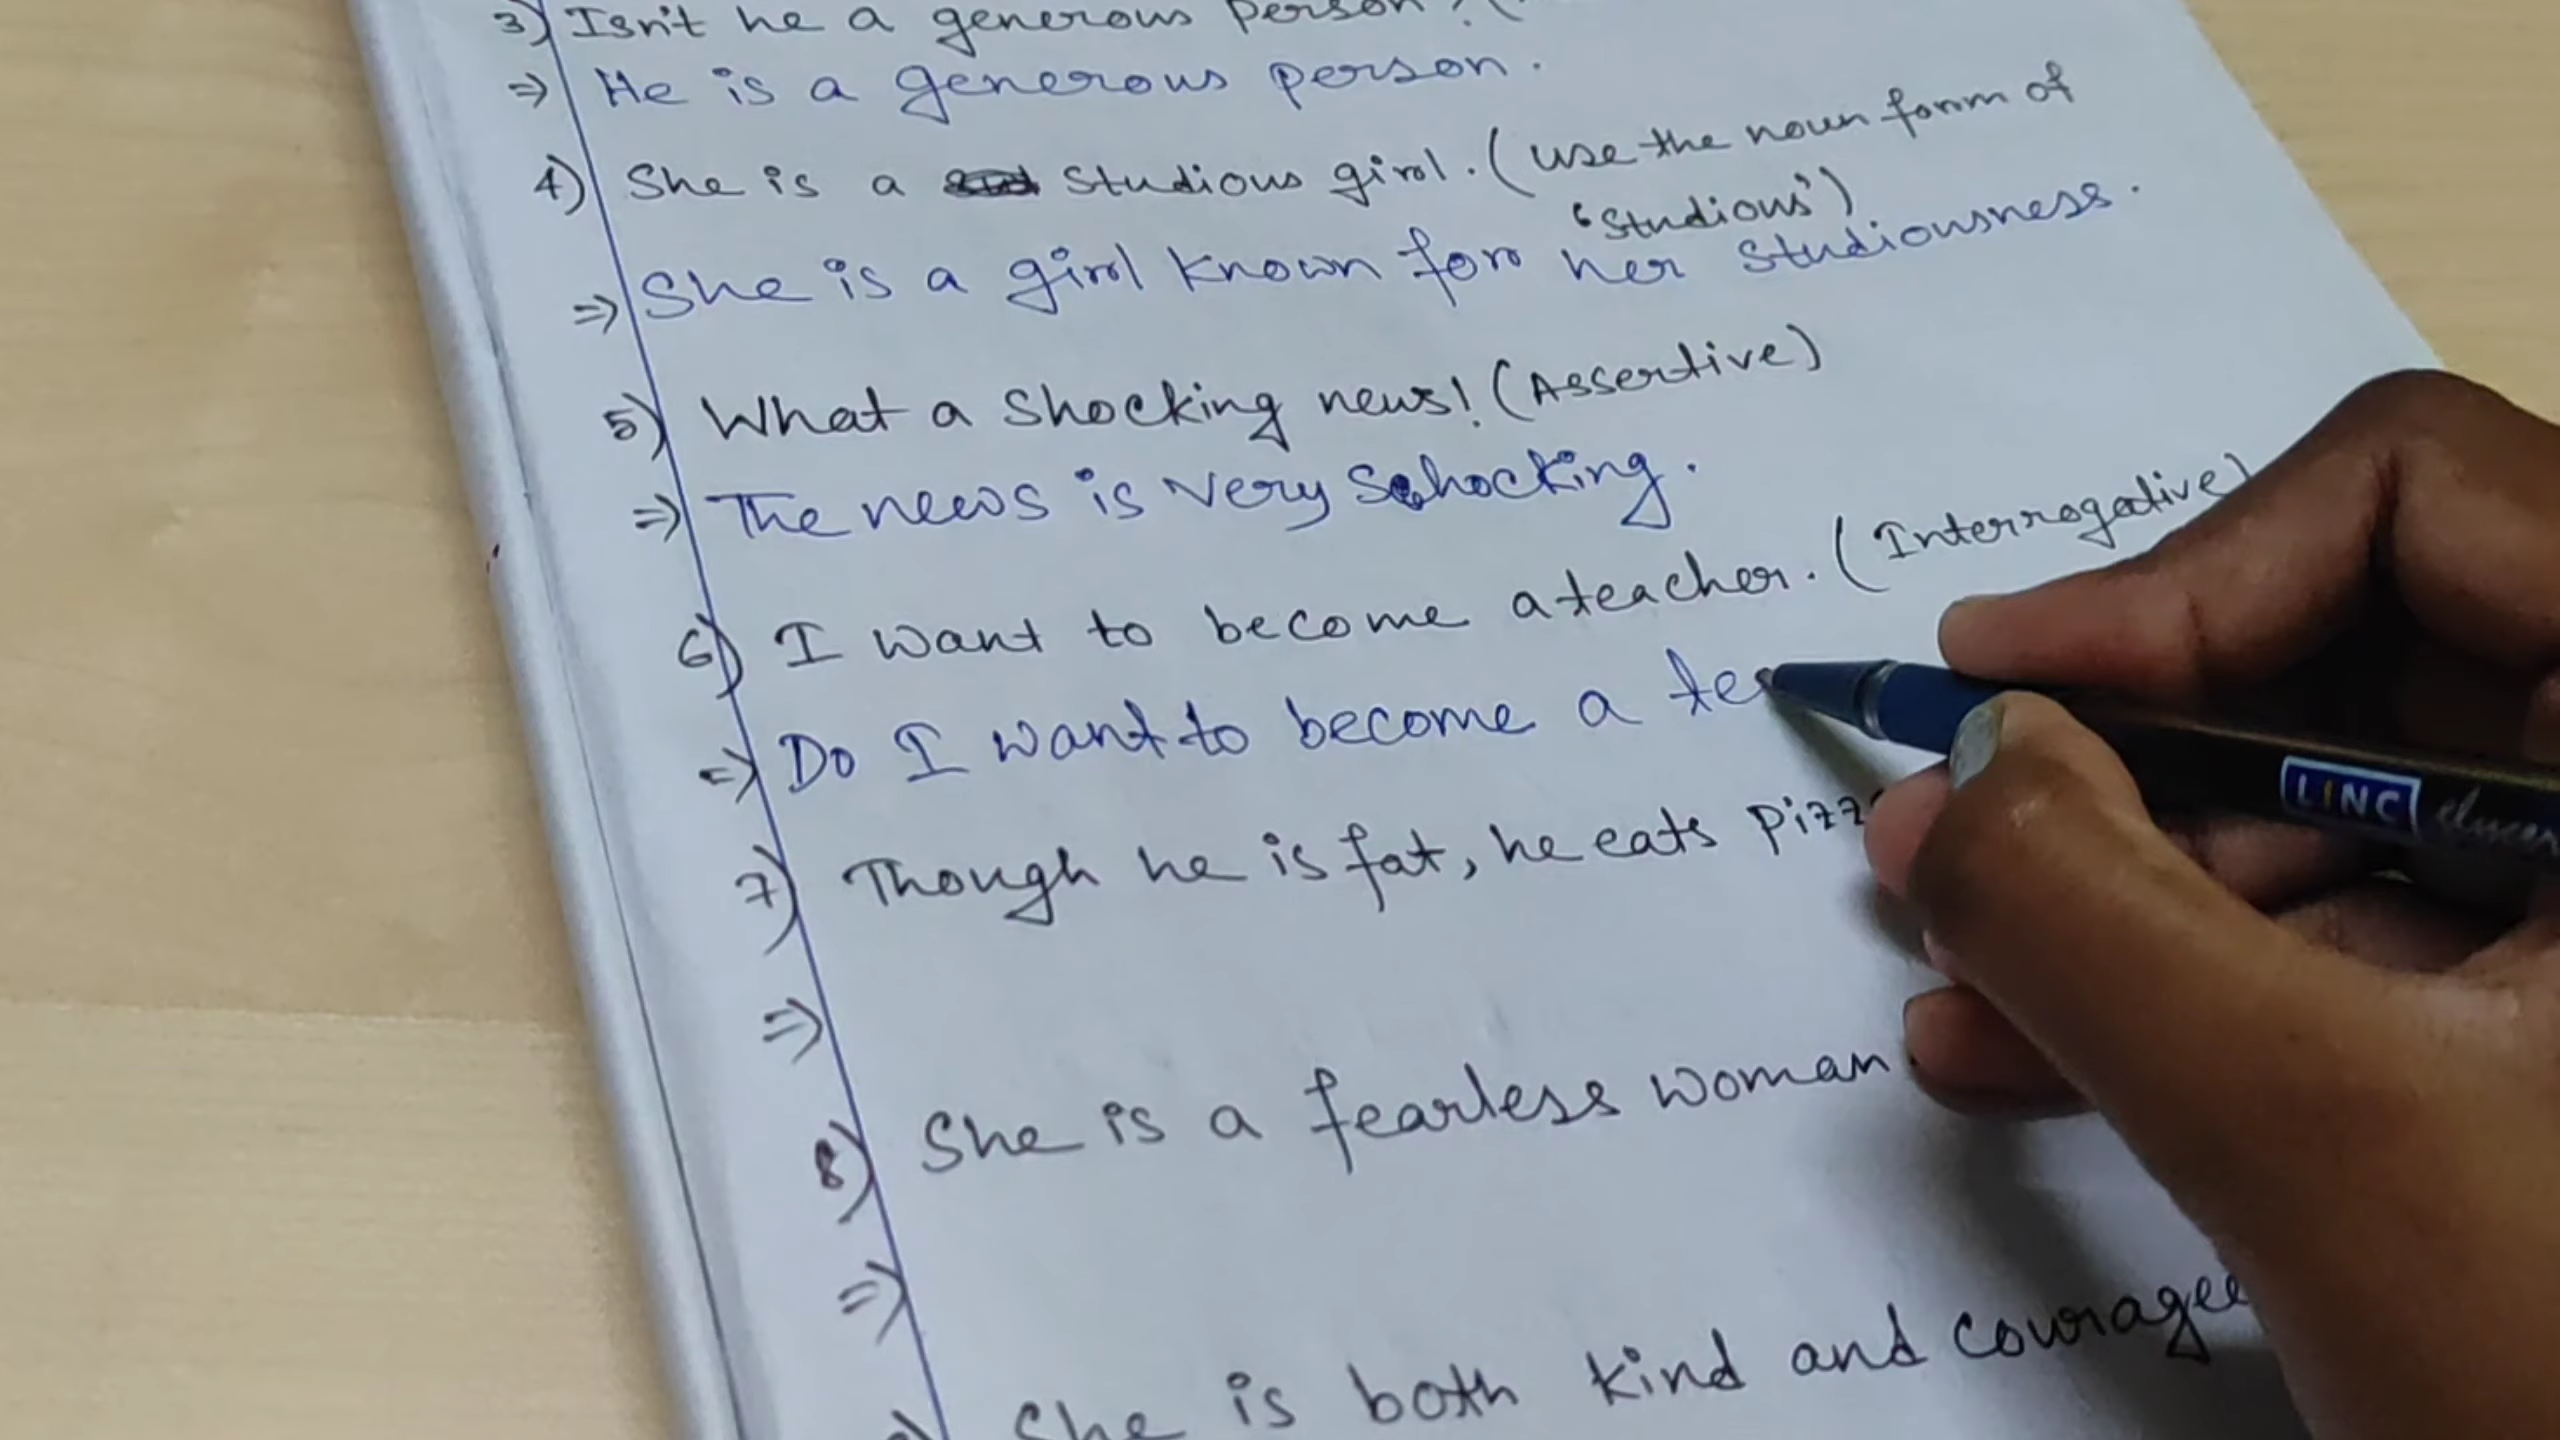 3) Isn't he a generous person?(
=> He is a generous person.
4) She is a studious girl. (use the noun form of
'studious')
=> She is a girl known for her studiousness.
5) What a shocking news! (Assertive)
=> The news is very shocking.
6) I want to become a teacher. (Interrogative)
=> Do I want to become a te
7) Though he is fat, he eats pizz
=>
8) She is a fearless woman
=>
She is both kind and couragee
LINC